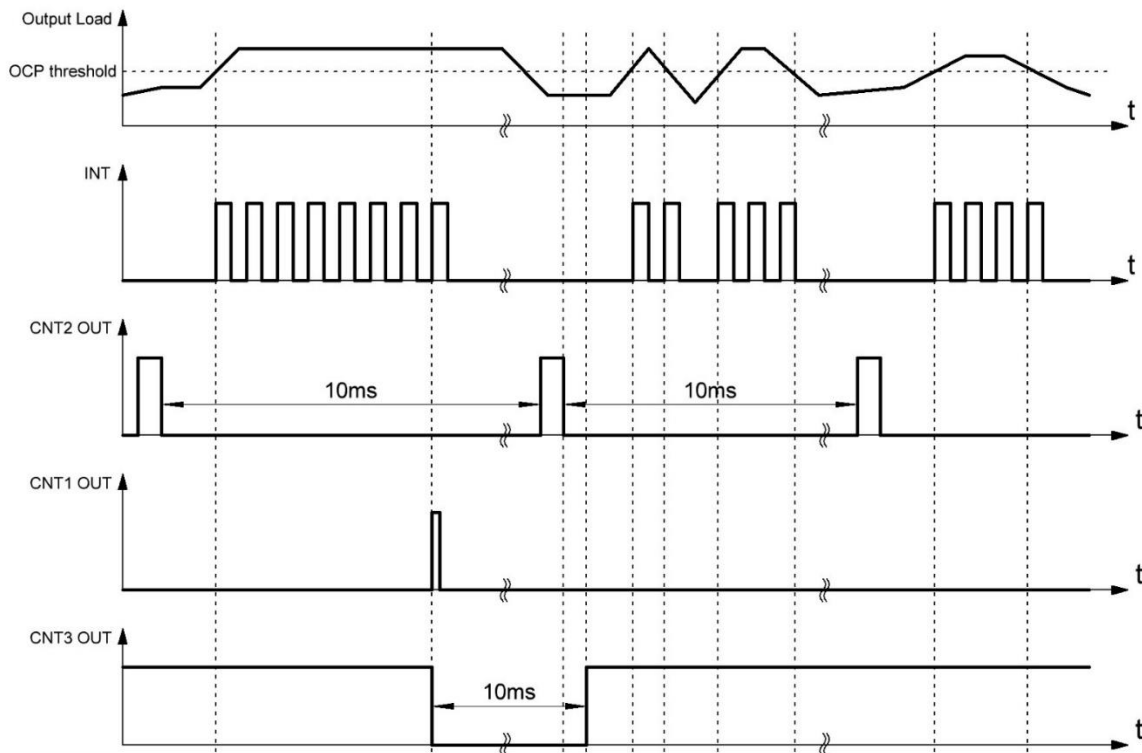 Output Load
OCP threshold
t
INT
t
CNT2 OUT
10ms
10ms
t
CNT1 OUT
t
CNT3 OUT
10ms
t